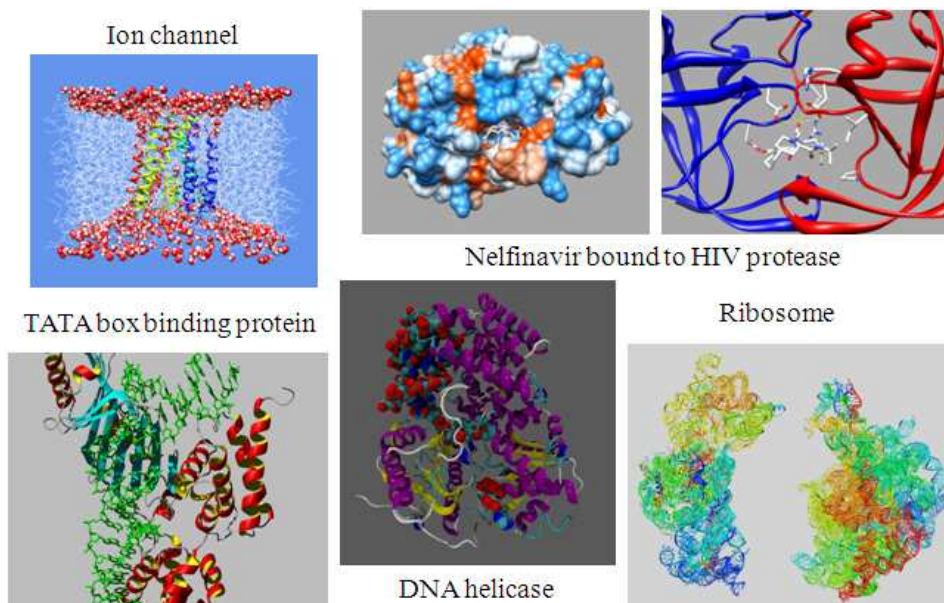 Ion channel
Nelfinavir bound to HIV protease
TATA box binding protein
Ribosome
DNA helicase